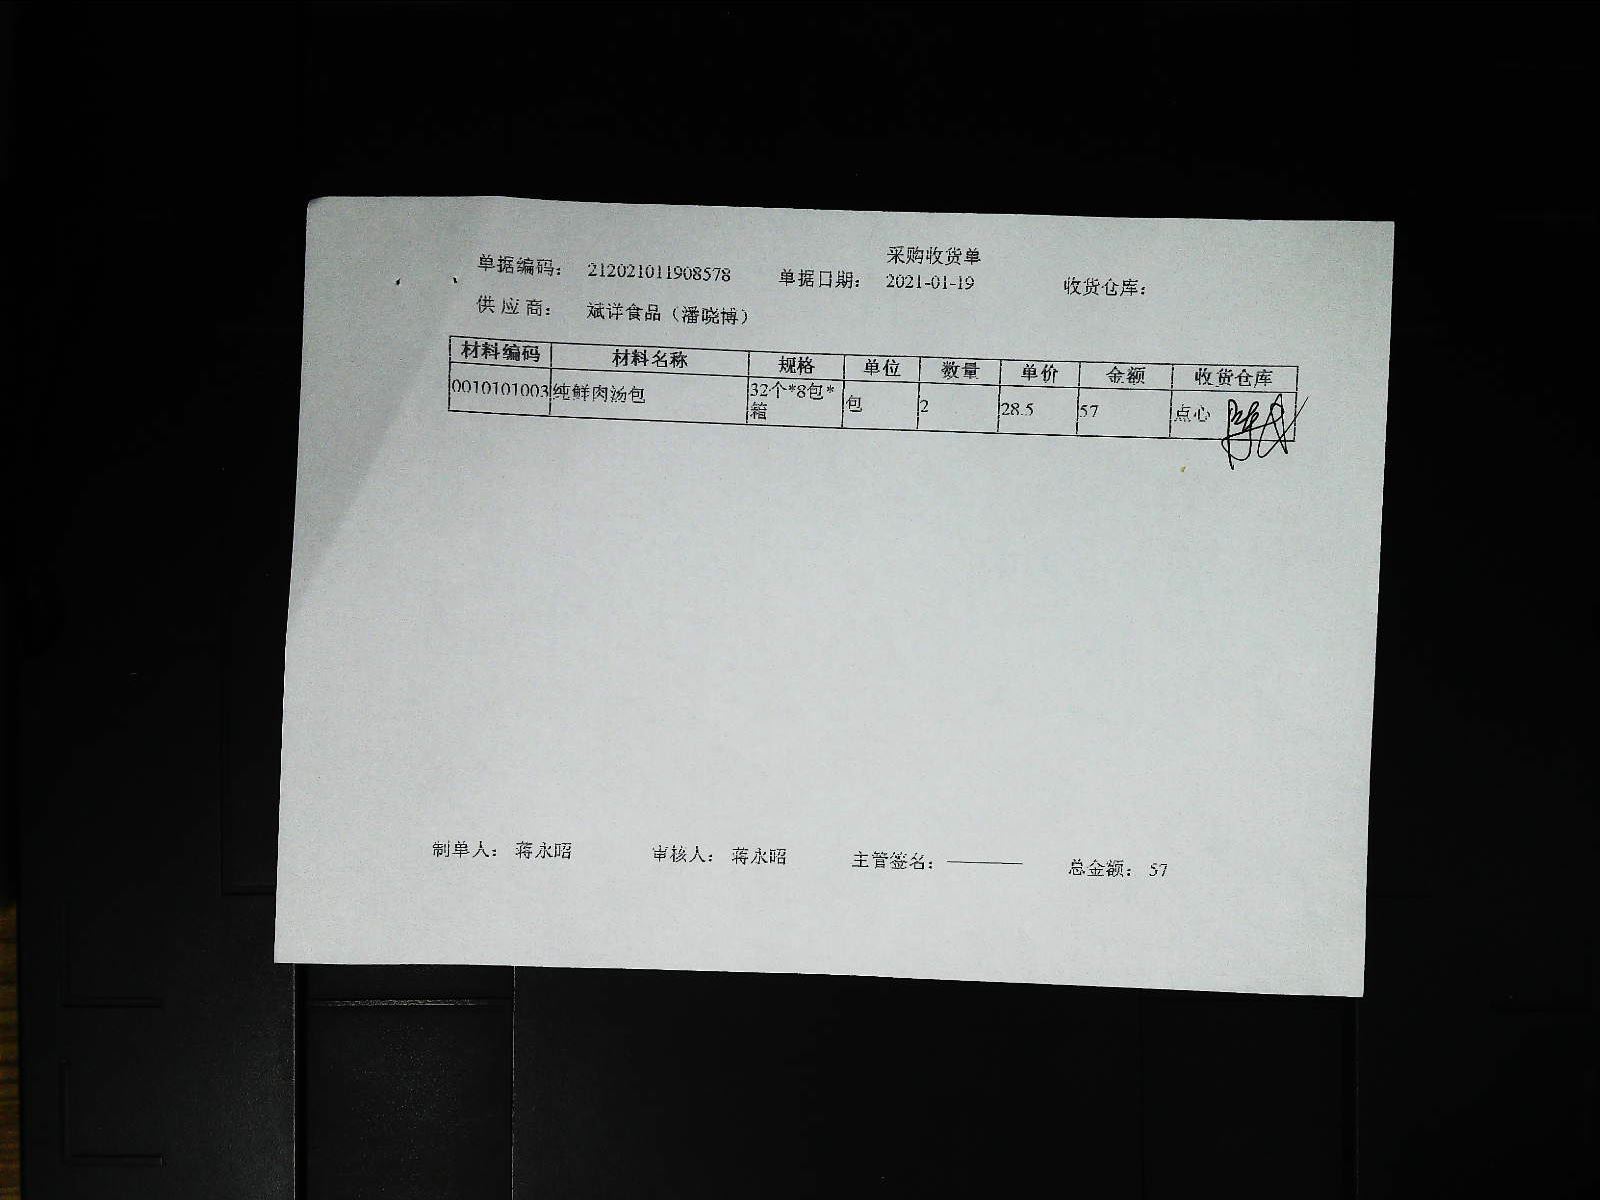 采购收货单
单据编码： 212021011908578 单据日期： 2021-01-19 收货仓库：
供 应 商： 斌详食品（潘晓博）
材料编码 材料名称 规格 单位 数量 单价 金额 收货仓库
0010101003 纯鲜肉汤包 32个*8包*箱 包 2 28.5 57 点心
制单人： 蒋永昭 审核人： 蒋永昭 主管签名： 总金额： 57